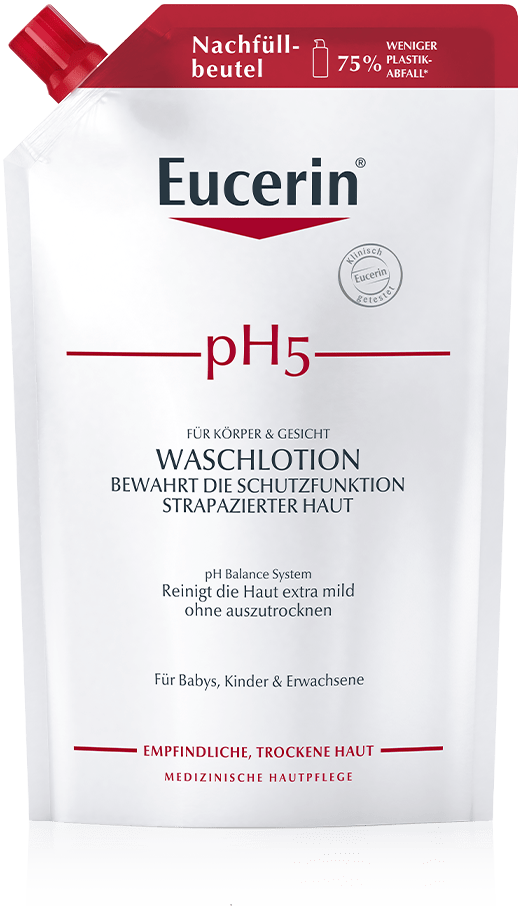 Nachfüll-
beutel
75%
WENIGER
PLASTIK-
ABFALL*
Eucerin®
Klinisch
Eucerin
getestet
pH5
FÜR KÖRPER & GESICHT
WASCHLOTION
BEWAHRT DIE SCHUTZFUNKTION
STRAPAZIERTER HAUT
pH Balance System
Reinigt die Haut extra mild
ohne auszutrocknen
Für Babys, Kinder & Erwachsene
EMPFINDLICHE, TROCKENE HAUT
MEDIZINISCHE HAUTPFLEGE